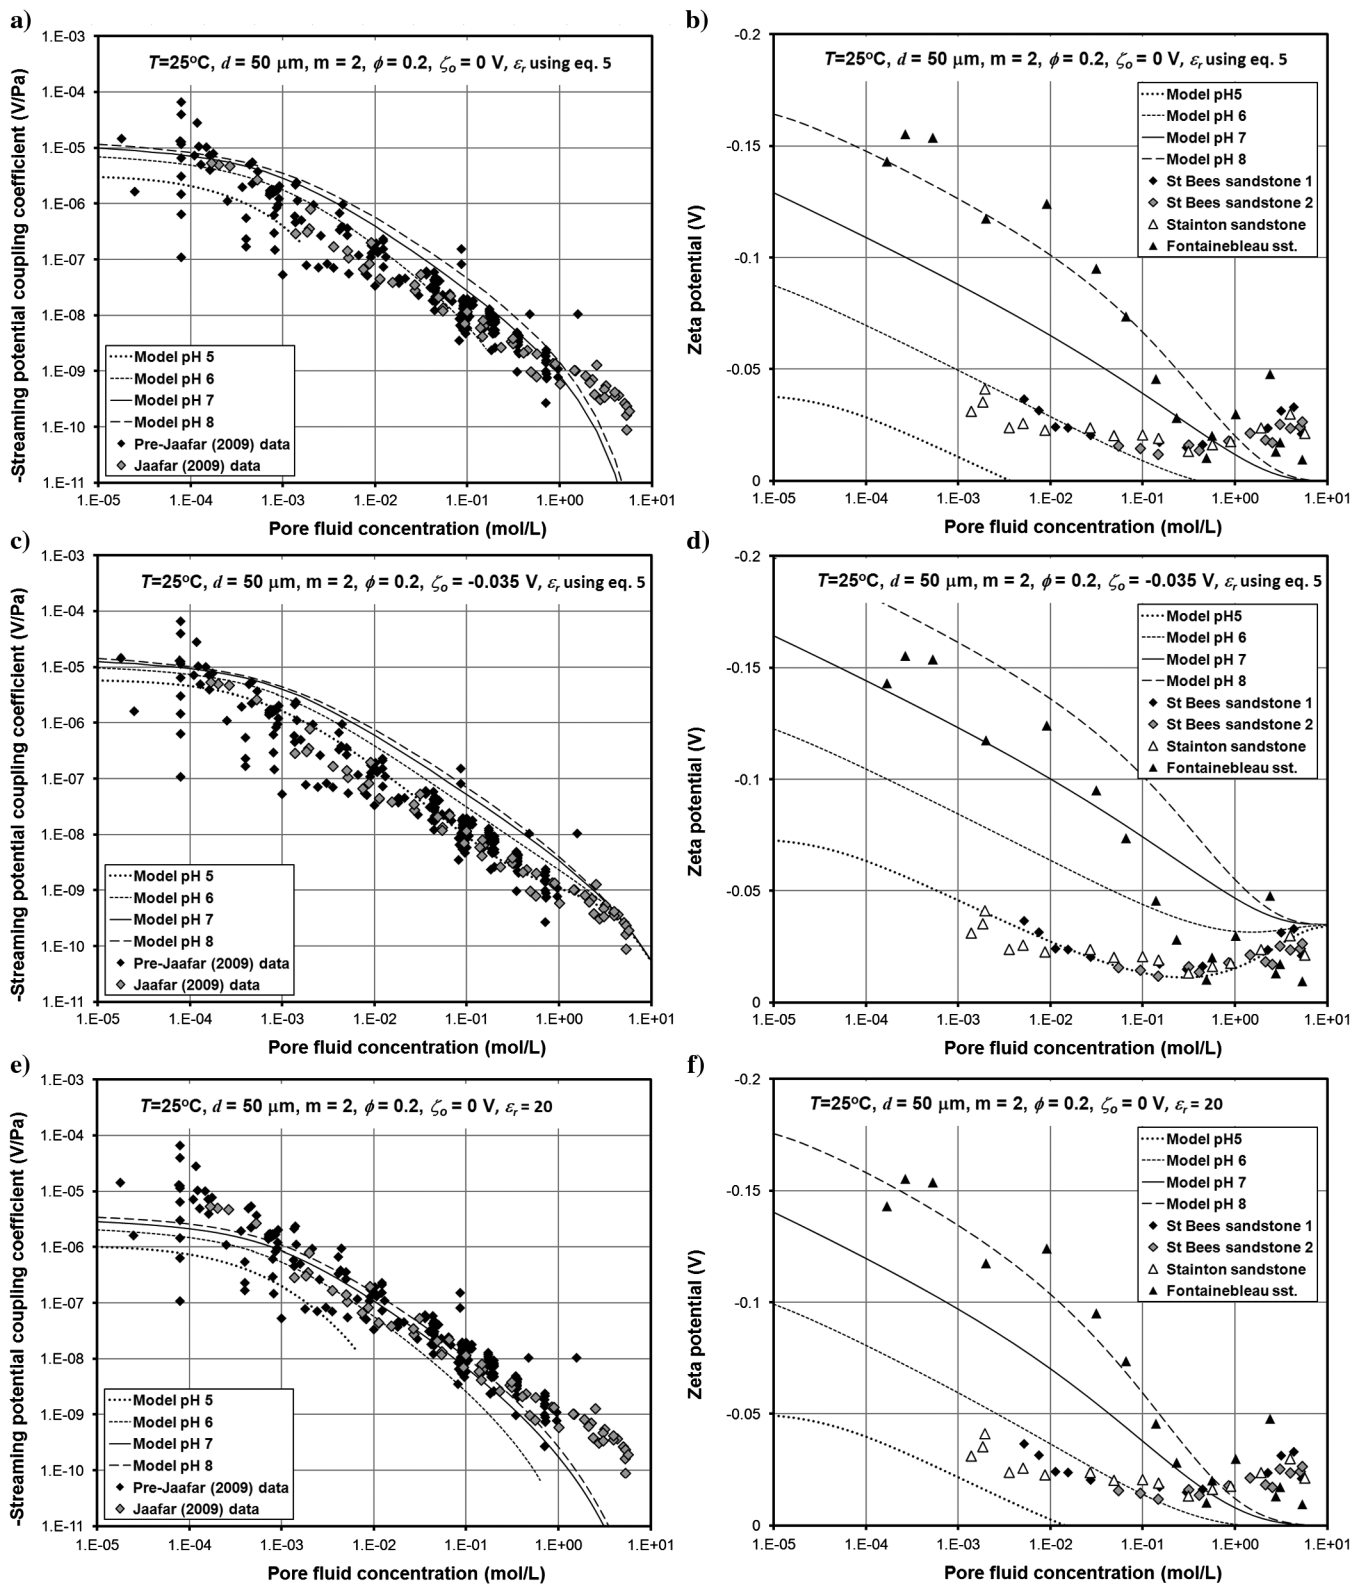 a)
1.E-03
1.E-04
1.E-05
1.E-06
1.E-07
1.E-08
1.E-09
1.E-10
1.E-11
-Streaming potential coupling coefficient (V/Pa)
T=25°C, d = 50 μm, m = 2, ϕ = 0.2, ζo = 0 V, εr using eq. 5
Model pH 5
Model pH 6
Model pH 7
Model pH 8
Pre-Jaafar (2009) data
Jaafar (2009) data
1.E-05 1.E-04 1.E-03 1.E-02 1.E-01 1.E+00 1.E+01
Pore fluid concentration (mol/L)
b)
-0.2
-0.15
-0.1
-0.05
0
Zeta potential (V)
T=25°C, d = 50 μm, m = 2, ϕ = 0.2, ζo = 0 V, εr using eq. 5
Model pH5
Model pH 6
Model pH 7
Model pH 8
St Bees sandstone 1
St Bees sandstone 2
Stainton sandstone
Fontainebleau sst.
1.E-05 1.E-04 1.E-03 1.E-02 1.E-01 1.E+00 1.E+01
Pore fluid concentration (mol/L)
c)
1.E-03
1.E-04
1.E-05
1.E-06
1.E-07
1.E-08
1.E-09
1.E-10
1.E-11
-Streaming potential coupling coefficient (V/Pa)
T=25°C, d = 50 μm, m = 2, ϕ = 0.2, ζo = -0.035 V, εr using eq. 5
Model pH 5
Model pH 6
Model pH 7
Model pH 8
Pre-Jaafar (2009) data
Jaafar (2009) data
1.E-05 1.E-04 1.E-03 1.E-02 1.E-01 1.E+00 1.E+01
Pore fluid concentration (mol/L)
d)
-0.2
-0.15
-0.1
-0.05
0
Zeta potential (V)
T=25°C, d = 50 μm, m = 2, ϕ = 0.2, ζo = -0.035 V, εr using eq. 5
Model pH5
Model pH 6
Model pH 7
Model pH 8
St Bees sandstone 1
St Bees sandstone 2
Stainton sandstone
Fontainebleau sst.
1.E-05 1.E-04 1.E-03 1.E-02 1.E-01 1.E+00 1.E+01
Pore fluid concentration (mol/L)
e)
1.E-03
1.E-04
1.E-05
1.E-06
1.E-07
1.E-08
1.E-09
1.E-10
1.E-11
-Streaming potential coupling coefficient (V/Pa)
T=25°C, d = 50 μm, m = 2, ϕ = 0.2, ζo = 0 V, εr = 20
Model pH 5
Model pH 6
Model pH 7
Model pH 8
Pre-Jaafar (2009) data
Jaafar (2009) data
1.E-05 1.E-04 1.E-03 1.E-02 1.E-01 1.E+00 1.E+01
Pore fluid concentration (mol/L)
f)
-0.2
-0.15
-0.1
-0.05
0
Zeta potential (V)
T=25°C, d = 50 μm, m = 2, ϕ = 0.2, ζo = 0 V, εr = 20
Model pH5
Model pH 6
Model pH 7
Model pH 8
St Bees sandstone 1
St Bees sandstone 2
Stainton sandstone
Fontainebleau sst.
1.E-05 1.E-04 1.E-03 1.E-02 1.E-01 1.E+00 1.E+01
Pore fluid concentration (mol/L)